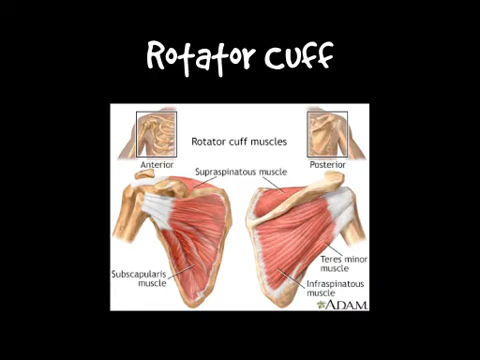 Rotator cuff
Rotator cuff muscles
Anterior
Posterior
Supraspinatous muscle
Subscapularis
muscle
Teres minor
muscle
Infraspinatous
muscle
ADAM